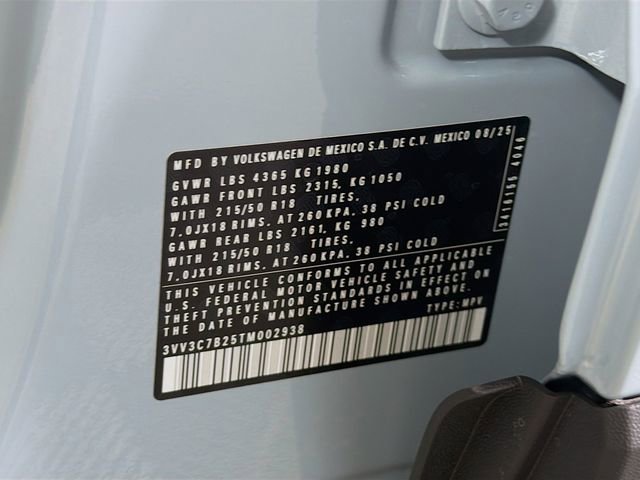 MFD BY VOLKSWAGEN DE MEXICO S.A. DE C.V. MEXICO 08/25
GVWR LBS 4365 KG 1980
GAWR FRONT LBS 2315, KG 1050
WITH 215/50 R18 TIRES,
7.0JX18 RIMS, AT 260KPA, 38 PSI COLD
GAWR REAR LBS 2161, KG 980
WITH 215/50 R18 TIRES,
7.0JX18 RIMS, AT 260KPA, 38 PSI COLD
THIS VEHICLE CONFORMS TO ALL APPLICABLE
U.S. FEDERAL MOTOR VEHICLE SAFETY AND
THEFT PREVENTION STANDARDS IN EFFECT ON
THE DATE OF MANUFACTURE SHOWN ABOVE.
TYPE: MPV
3VV3C7B25TM002938
3416155 4046